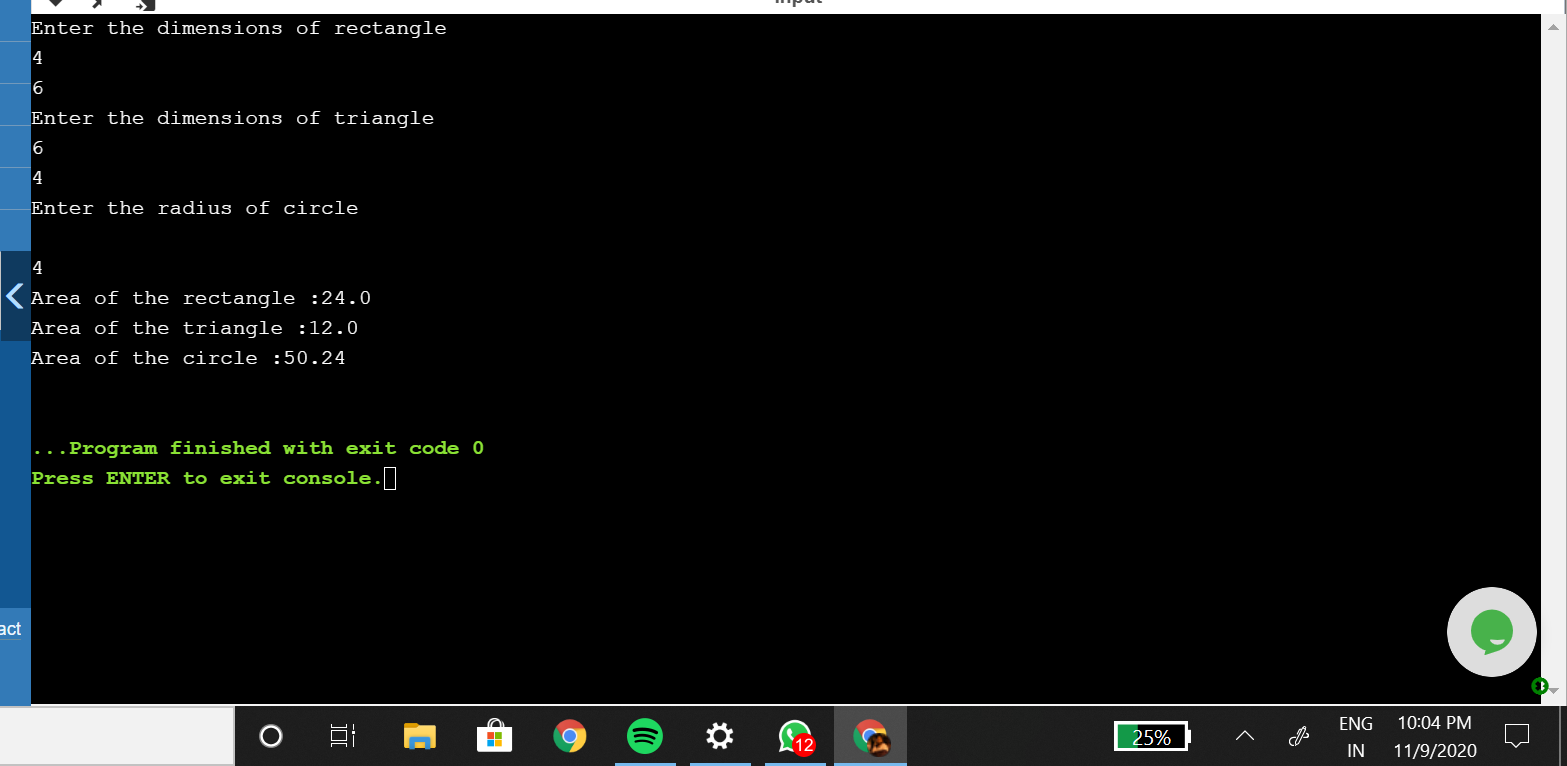 input
Enter the dimensions of rectangle
4
6
Enter the dimensions of triangle
6
4
Enter the radius of circle
4
Area of the rectangle :24.0
Area of the triangle :12.0
Area of the circle :50.24
...Program finished with exit code 0
Press ENTER to exit console.
act
12
25%
ENG
IN
10:04 PM
11/9/2020